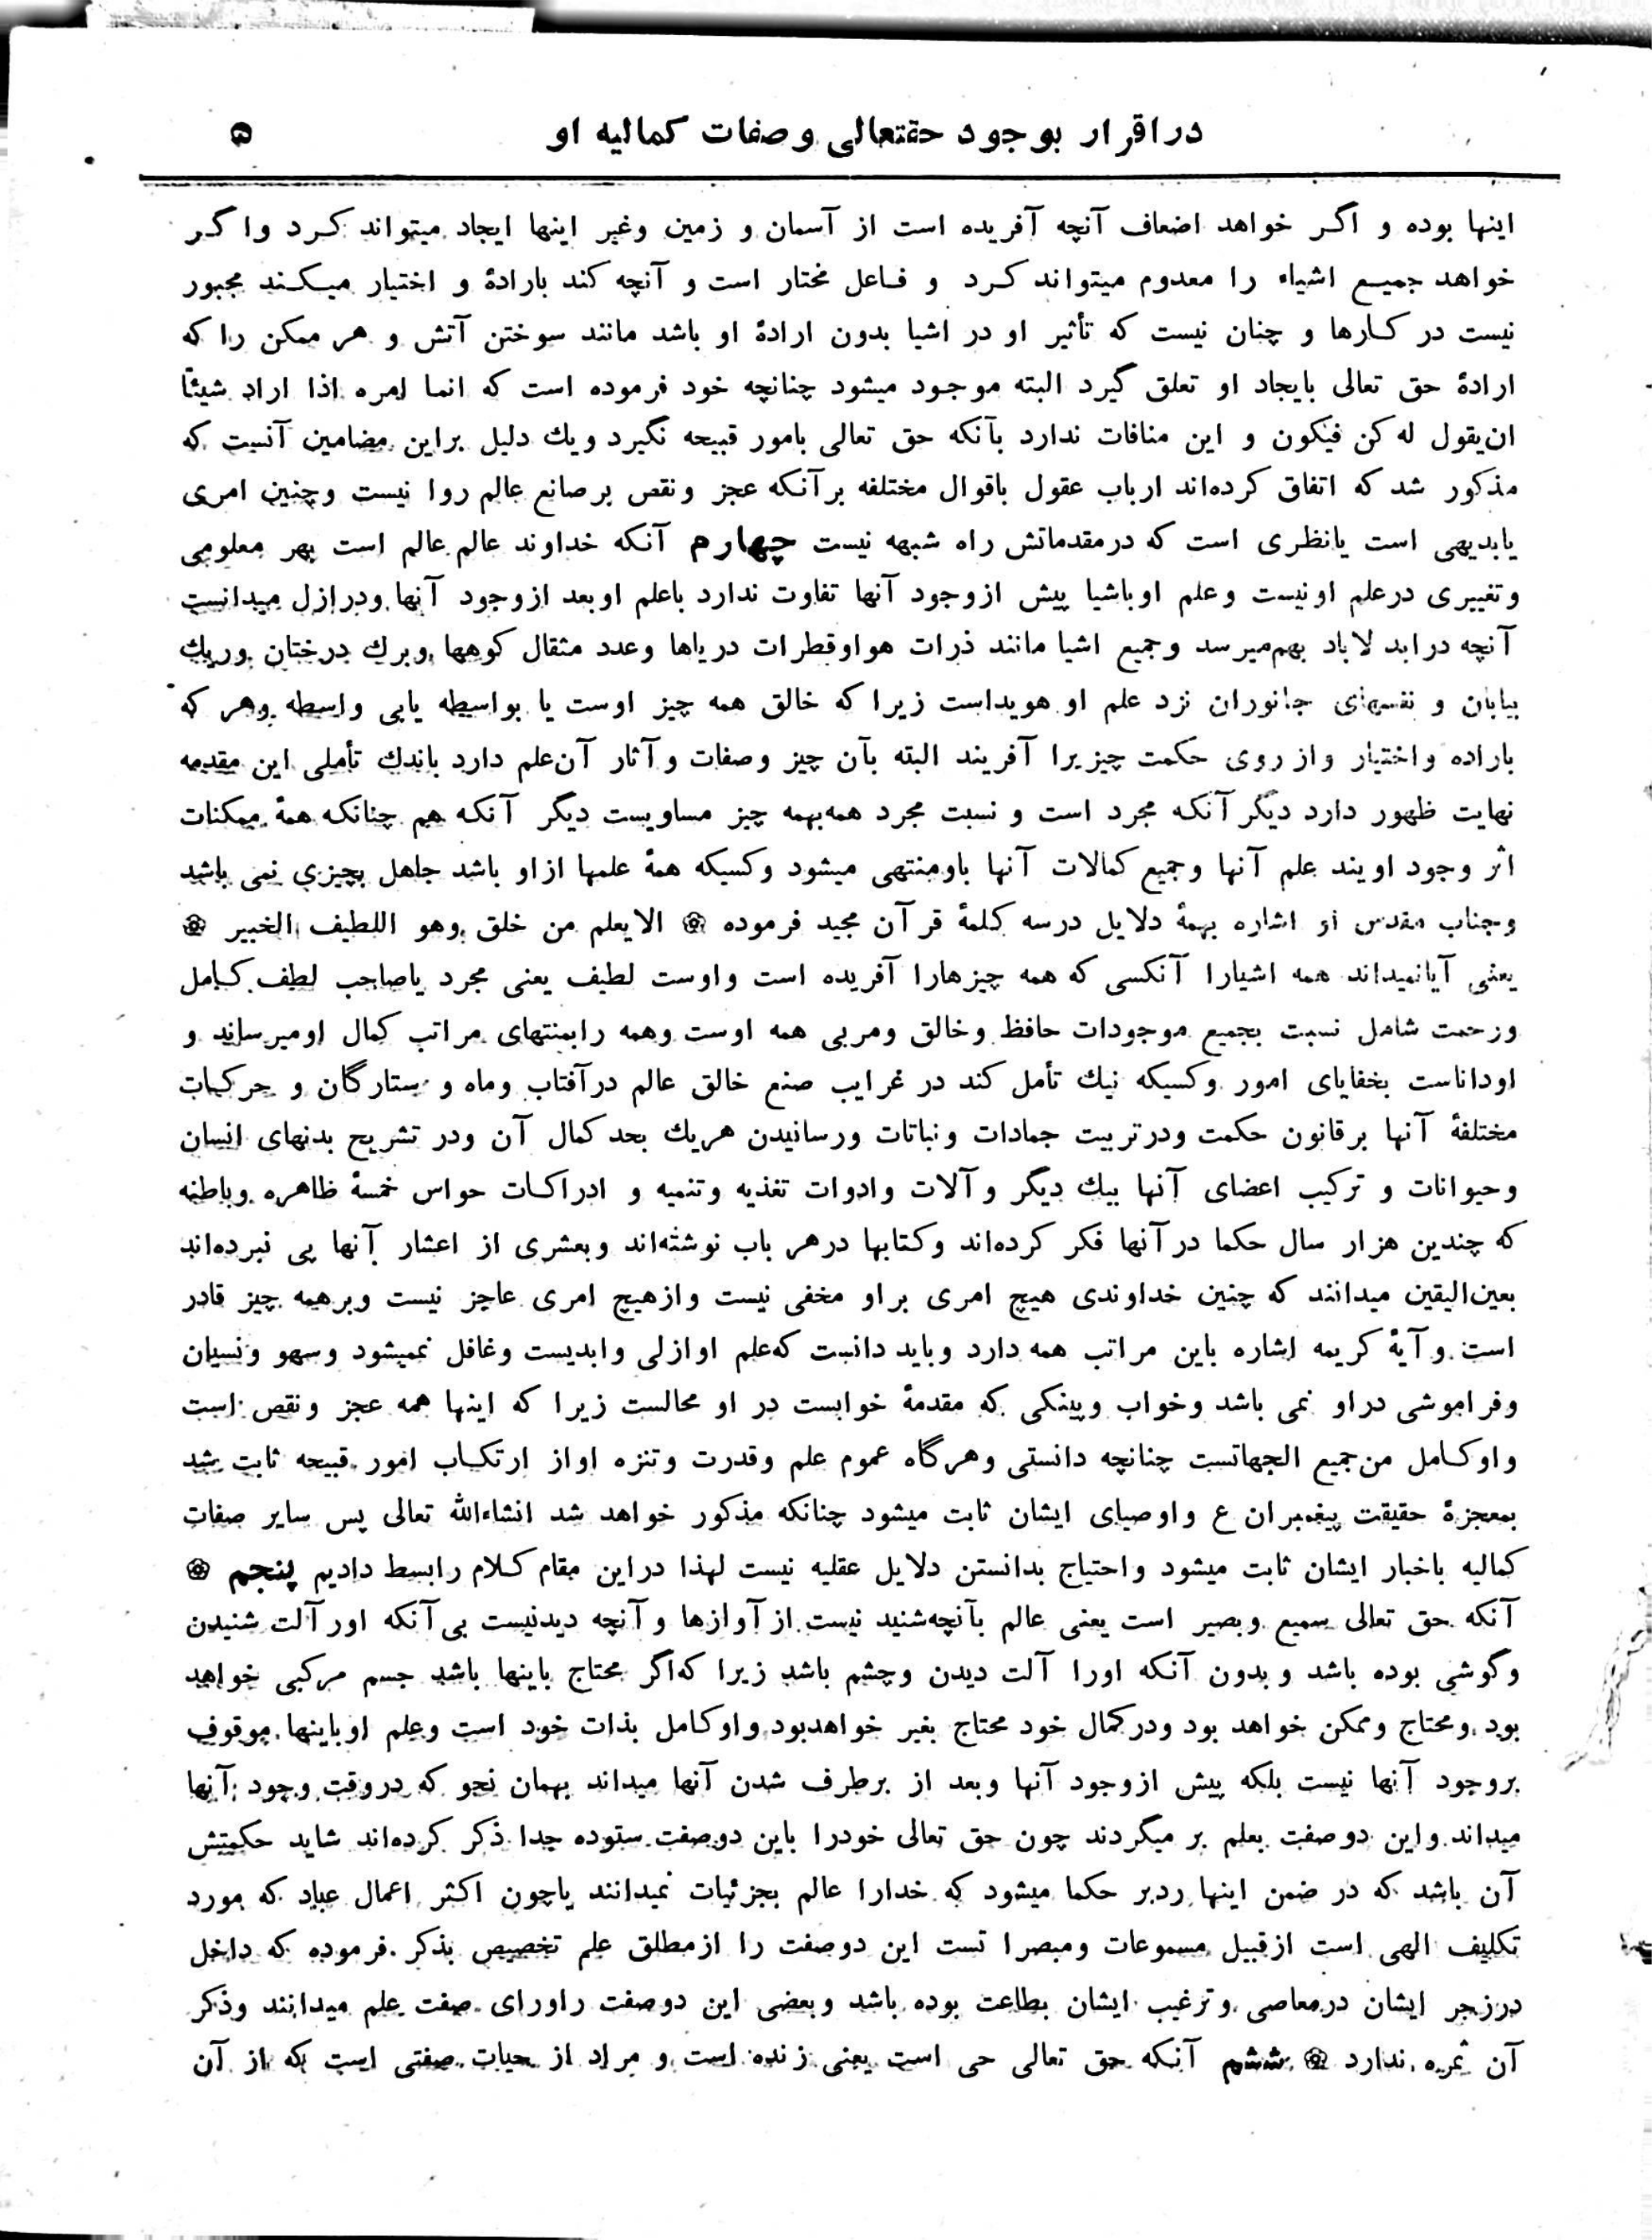 در اقرار بوجود حقتعالی وصفات کمالیه او ۵
اینها بوده و اگر خواهد اضعاف آنچه آفریده است از آسمان و زمین وغیر اینها ایجاد میتواند کرد واگر
خواهد جمیع اشیاء را معدوم میتواند کرد و فاعل مختار است و آنچه کند بارادهٔ و اختیار میکند مجبور
نیست در کارها و چنان نیست که تأثیر او در اشیا بدون ارادهٔ او باشد مانند سوختن آتش و هر ممکن را که
ارادهٔ حق تعالی بایجاد او تعلق گیرد البته موجود میشود چنانچه خود فرموده است که انما امره اذا اراد شیئاً
ان‌یقول له کن فیکون و این منافات ندارد بآنکه حق تعالی بامور قبیحه نگیرد ویك دلیل براین مضامین آنست که
مذکور شد که اتفاق کرده‌اند ارباب عقول باقوال مختلفه برآنکه عجز ونقص برصانع عالم روا نیست وچنین امری
یابدیهی است یانظری است که درمقدماتش راه شبهه نیست چهارم آنکه خداوند عالم عالم است بهر معلومی
وتغییری درعلم اونیست وعلم اوباشیا پیش ازوجود آنها تفاوت ندارد باعلم اوبعد ازوجود آنها ودرازل میدانست
آنچه درابد لاباد بهم‌میرسد وجمیع اشیا مانند ذرات هواوقطرات دریاها وعدد مثقال کوهها وبرك درختان وریك
بیابان و نفسهای جانوران نزد علم او هویداست زیرا که خالق همه چیز اوست یا بواسطه یابی واسطه وهر که
باراده واختیار واز روی حکمت چیزیرا آفریند البته بآن چیز وصفات وآثار آن‌علم دارد باندك تأملی این مقدمه
نهایت ظهور دارد دیگر آنکه مجرد است و نسبت مجرد همه‌بهمه چیز مساویست دیگر آنکه هم چنانکه همهٔ ممکنات
اثر وجود اویند علم آنها وجمیع کمالات آنها باومنتهی میشود وکسیکه همهٔ علمها ازاو باشد جاهل بچیزی نمی باشد
وجناب مقدس او اشاره بهمهٔ دلایل درسه کلمهٔ قرآن مجید فرموده ۞ الایعلم من خلق وهو اللطیف الخبیر ۞
یعنی آیانمیداند همه اشیارا آنکسی که همه چیزهارا آفریده است واوست لطیف یعنی مجرد یاصاحب لطف کامل
ورحمت شامل نسبت بجمیع موجودات حافظ وخالق ومربی همه اوست وهمه رابمنتهای مراتب کمال اومیرساند و
اوداناست بخفایای امور وکسیکه نیك تأمل کند در غرایب صنع خالق عالم درآفتاب وماه و ستارگان و حرکات
مختلفهٔ آنها برقانون حکمت ودرتربیت جمادات ونباتات ورسانیدن هریك بحد کمال آن ودر تشریح بدنهای انسان
وحیوانات و ترکیب اعضای آنها بیك دیگر وآلات وادوات تغذیه وتنمیه و ادراکات حواس خمسهٔ ظاهره وباطنه
که چندین هزار سال حکما درآنها فکر کرده‌اند وکتابها درهر باب نوشته‌اند وبعشری از اعشار آنها پی نبرده‌اند
بعین‌الیقین میدانند که چنین خداوندی هیچ امری براو مخفی نیست وازهیچ امری عاجز نیست وبرهمه چیز قادر
است وآیهٔ کریمه اشاره باین مراتب همه دارد وباید دانست که‌علم اوازلی وابدیست وغافل نمیشود وسهو ونسیان
وفراموشی دراو نمی باشد وخواب وپینکی که مقدمهٔ خوابست در او محالست زیرا که اینها همه عجز ونقص است
واوکامل من‌جمیع الجهاتست چنانچه دانستی وهرگاه عموم علم وقدرت وتنزه اواز ارتکاب امور قبیحه ثابت شد
بمعجزهٔ حقیقت پیغمبران ع واوصیای ایشان ثابت میشود چنانکه مذکور خواهد شد انشاءالله تعالی پس سایر صفات
کمالیه باخبار ایشان ثابت میشود واحتیاج بدانستن دلایل عقلیه نیست لهذا دراین مقام کلام رابسط دادیم پنجم ۞
آنکه حق تعالی سمیع وبصیر است یعنی عالم بآنچه‌شنید نیست از آوازها وآنچه دیدنیست بی‌آنکه اورآلت شنیدن
وگوشی بوده باشد وبدون آنکه اورا آلت دیدن وچشم باشد زیرا که‌اگر محتاج باینها باشد جسم مرکبی خواهد
بود ومحتاج وممکن خواهد بود ودرکمال خود محتاج بغیر خواهدبود واوکامل بذات خود است وعلم اوباینها موقوف
بروجود آنها نیست بلکه پیش ازوجود آنها وبعد از برطرف شدن آنها میداند بهمان نحو که دروقت وجود آنها
میداند واین دوصفت بعلم بر میگردند چون حق تعالی خودرا باین دوصفت ستوده جدا ذکر کرده‌اند شاید حکمتش
آن باشد که در ضمن اینها ردبر حکما میشود که خدارا عالم بجزئیات نمیدانند یاچون اکثر اعمال عباد که مورد
تکلیف الهی است ازقبیل مسموعات ومبصرا تست این دوصفت را ازمطلق علم تخصیص بذکر فرموده که داخل
درزجر ایشان درمعاصی وترغیب ایشان بطاعت بوده باشد وبعضی این دوصفت راورای صفت علم میدانند وذکر
آن ثمره ندارد ۞ ششم آنکه حق تعالی حی است یعنی زنده است و مراد از حیات صفتی است که از آن